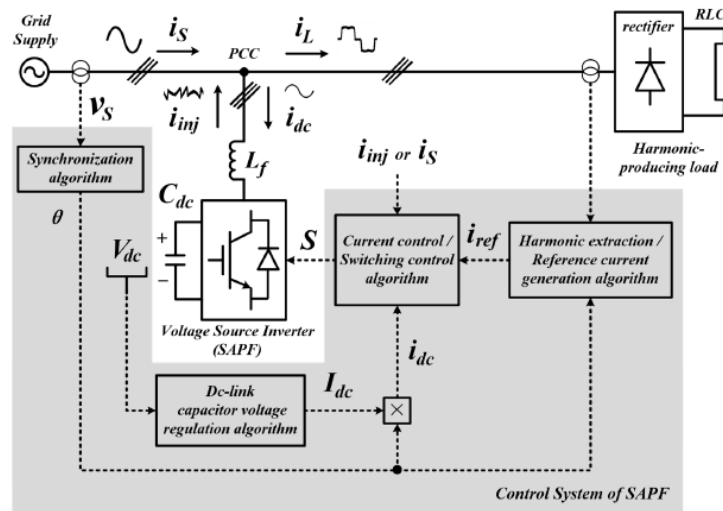 Grid
Supply
i_S
PCC
i_L
rectifier
RLC
v_S
i_inj
i_dc
Harmonic-
producing load
Synchronization
algorithm
L_f
i_inj or i_S
θ
C_dc
V_dc
+
−
S
Current control /
Switching control
algorithm
i_ref
Harmonic extraction /
Reference current
generation algorithm
Voltage Source Inverter
(SAPF)
i_dc
Dc-link
capacitor voltage
regulation algorithm
I_dc
×
Control System of SAPF